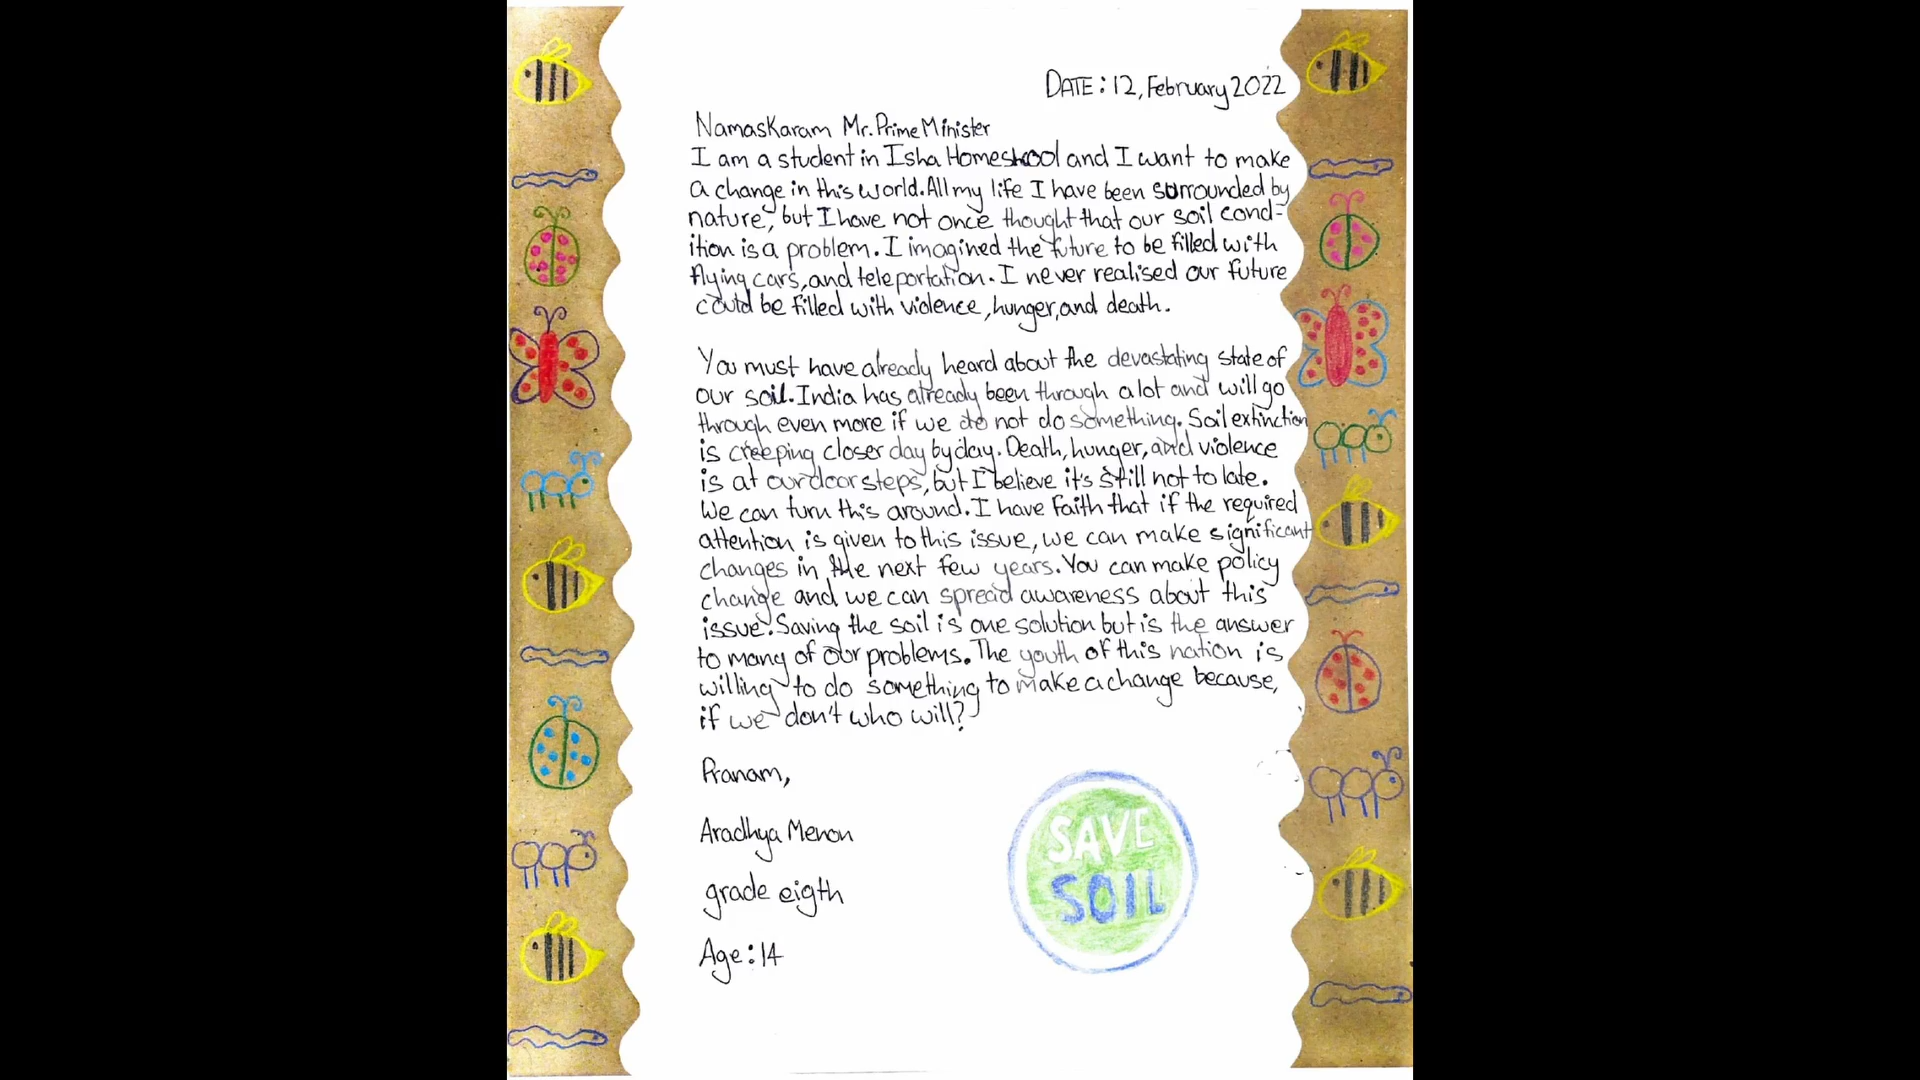 DATE: 12, February 2022
Namaskaram Mr. Prime Minister
I am a student in Isha Homeskool and I want to make
a change in this world. All my life I have been surrounded by
nature, but I have not once thought that our soil cond-
ition is a problem. I imagined the future to be filled with
flying cars, and teleportation. I never realised our future
could be filled with violence, hunger, and death.
You must have already heard about the devastating state of
our soil. India has already been through a lot and will go
through even more if we do not do something. Soil extinction
is creeping closer day by day. Death, hunger, and violence
is at our door steps, but I believe it's still not to late.
We can turn this around. I have faith that if the required
attention is given to this issue, we can make significant
changes in the next few years. You can make policy
change and we can spread awareness about this
issue. Saving the soil is one solution but is the answer
to many of our problems. The youth of this nation is
willing to do something to make a change because,
if we don't who will?
Pranam,
Aradhya Menon
grade eigth
Age: 14
SAVE
SOIL